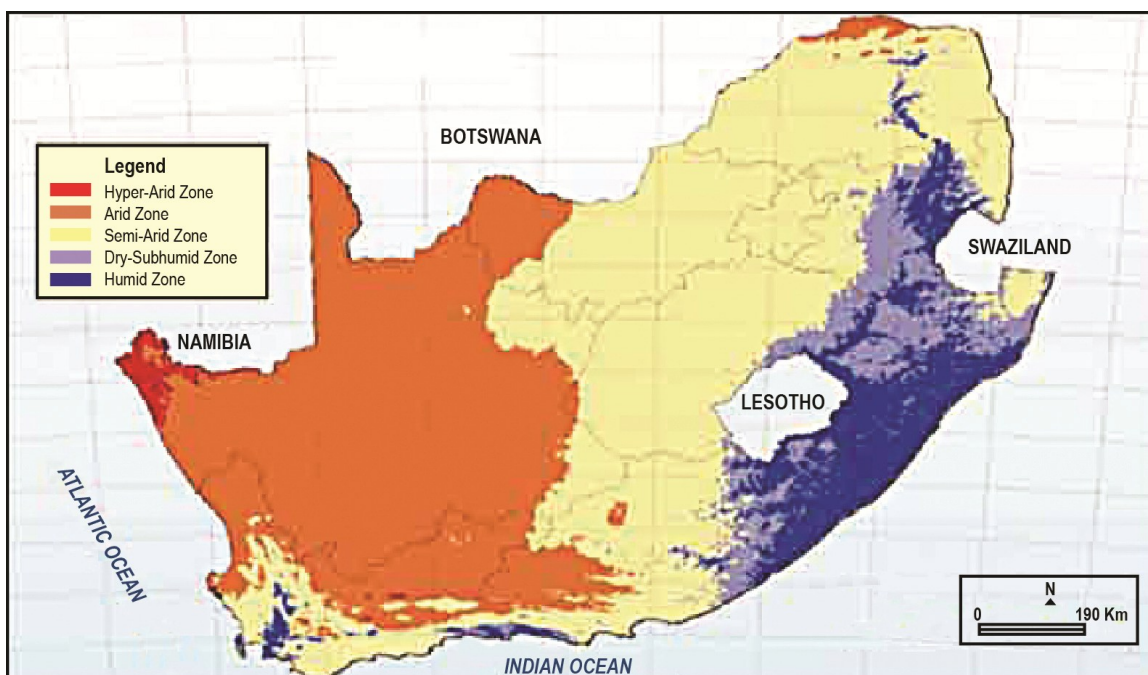 BOTSWANA
Legend
Hyper-Arid Zone
Arid Zone
Semi-Arid Zone
Dry-Subhumid Zone
Humid Zone
SWAZILAND
NAMIBIA
LESOTHO
ATLANTIC OCEAN
N
0 190 Km
INDIAN OCEAN